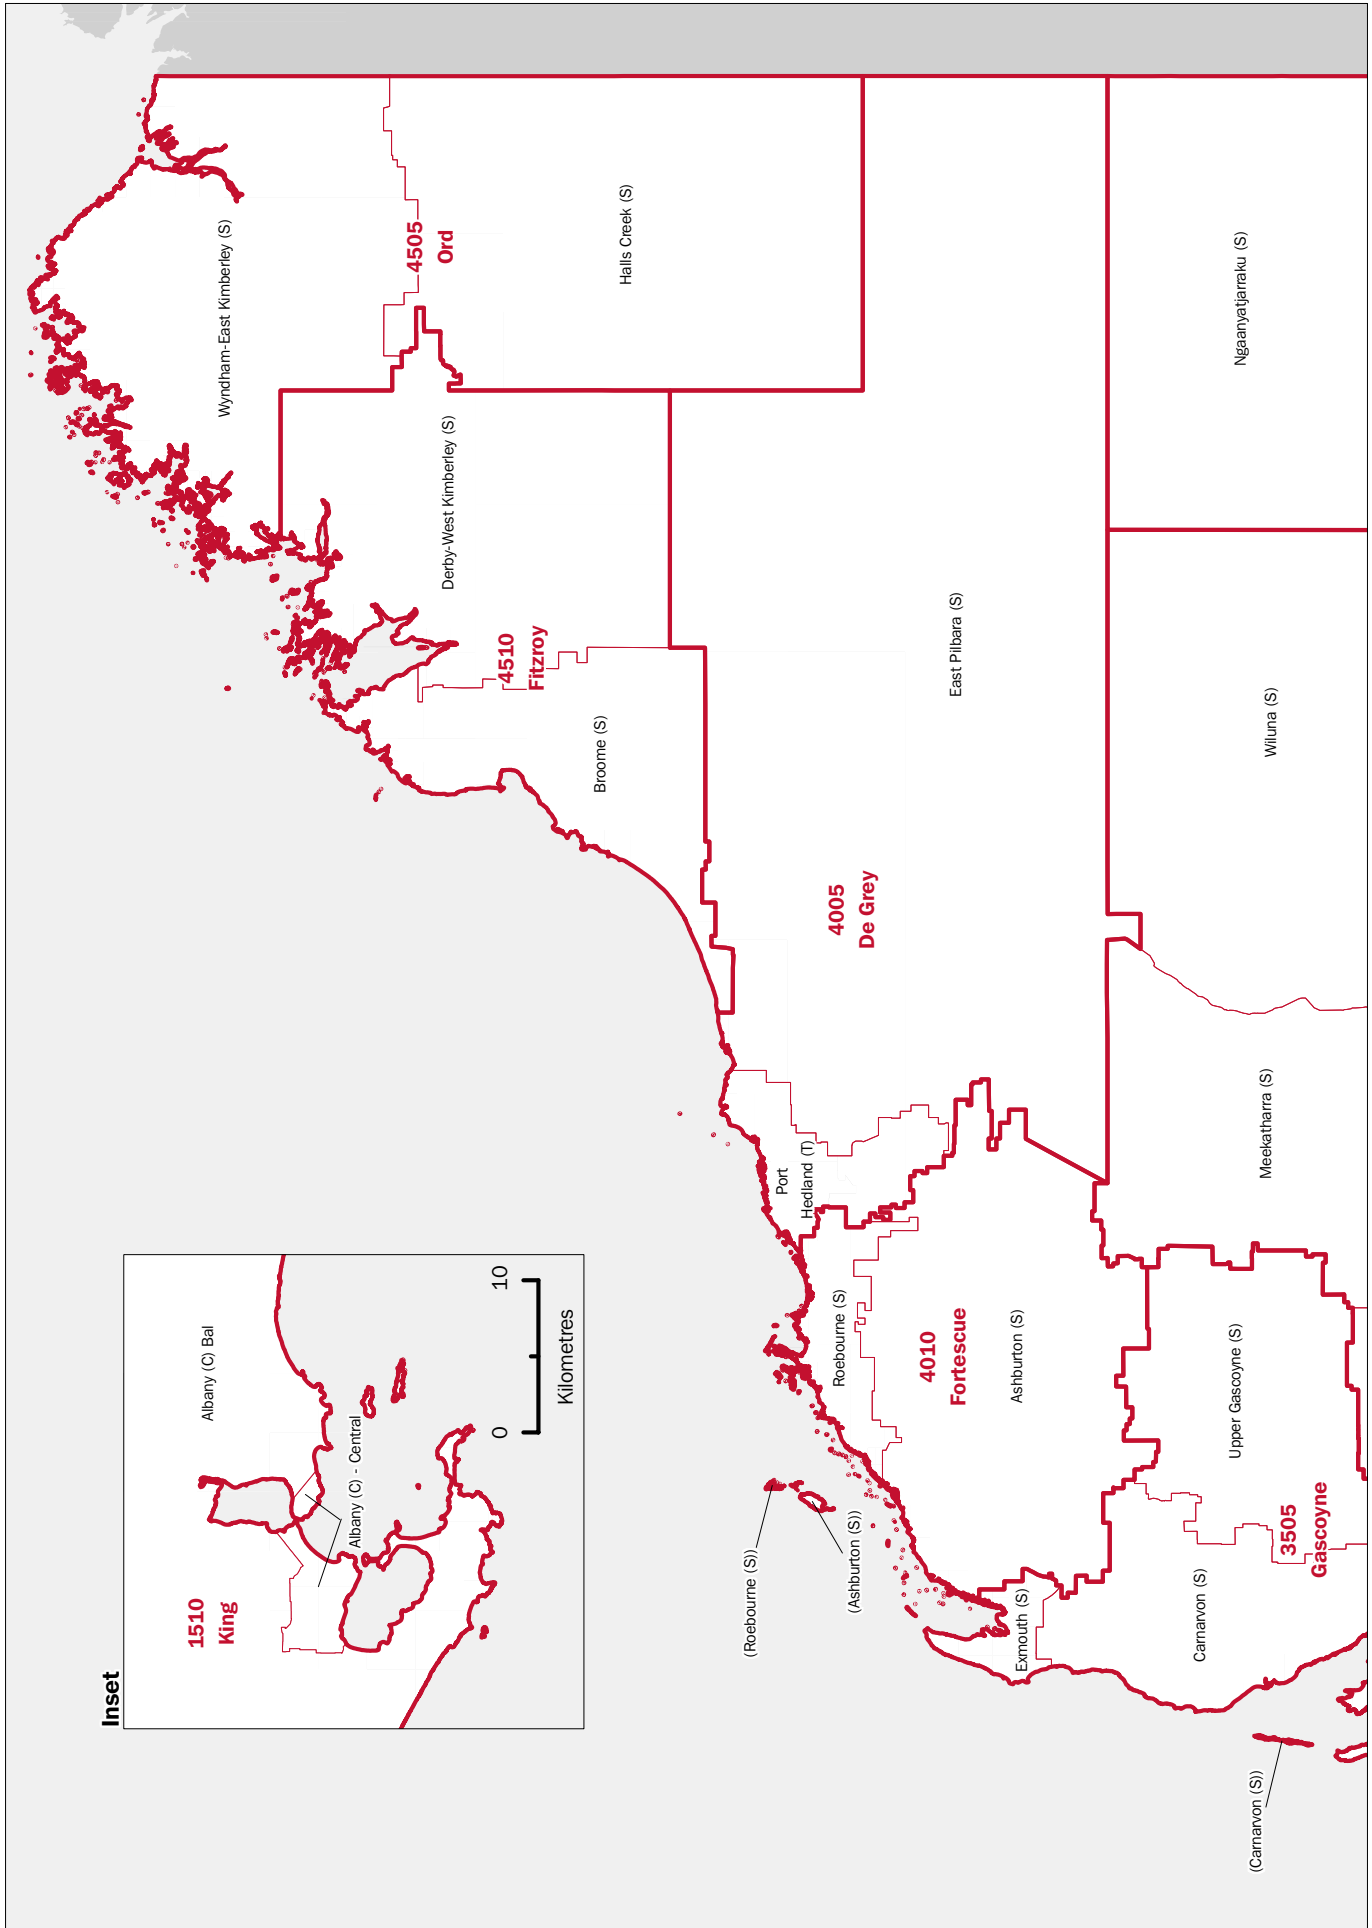 Inset
1510
King
Albany (C) Bal
Albany (C) - Central
0
10
Kilometres
Wyndham-East Kimberley (S)
4505
Ord
Halls Creek (S)
Derby-West Kimberley (S)
4510
Fitzroy
Broome (S)
4005
De Grey
East Pilbara (S)
Port
Hedland (T)
Roebourne (S)
4010
Fortescue
Ashburton (S)
(Roebourne (S))
(Ashburton (S))
Exmouth (S)
Carnarvon (S)
3505
Gascoyne
Upper Gascoyne (S)
Meekatharra (S)
Wiluna (S)
Ngaanyatjarraku (S)
(Carnarvon (S))